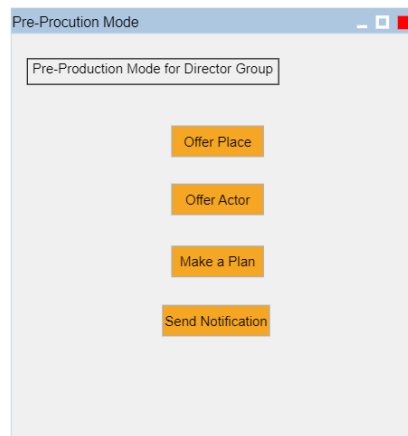 Pre-Procution Mode
Pre-Production Mode for Director Group
Offer Place
Offer Actor
Make a Plan
Send Notification